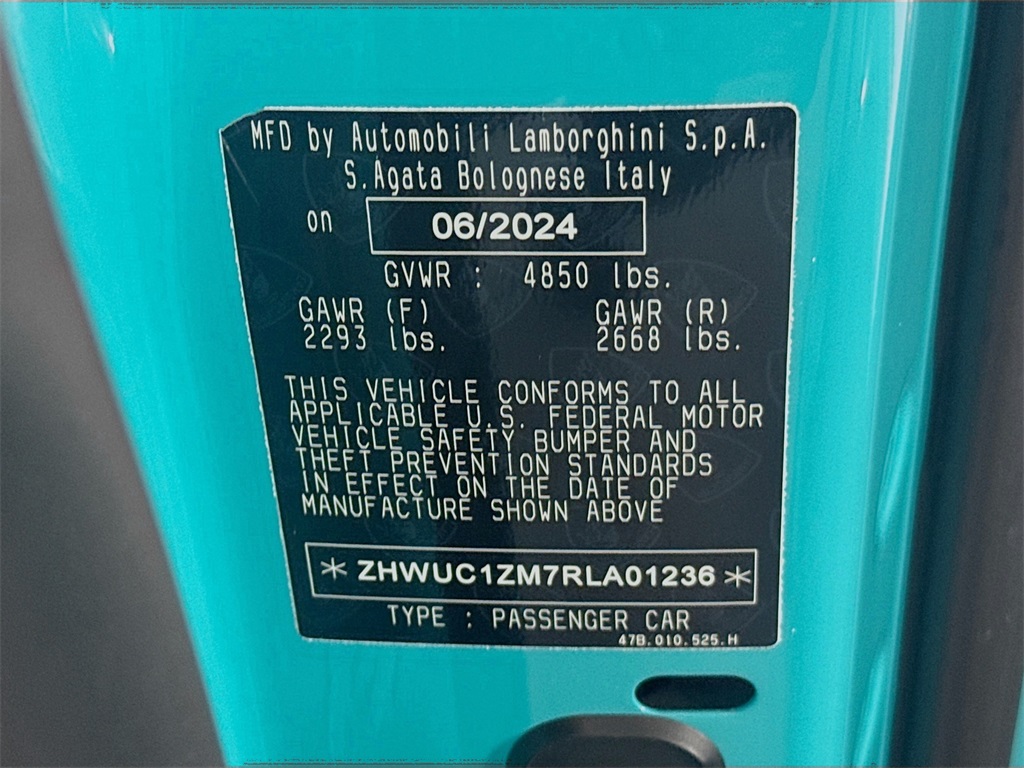 MFD by Automobili Lamborghini S.p.A.
S.Agata Bolognese Italy
on 06/2024
GVWR : 4850 lbs.
GAWR (F) GAWR (R)
2293 lbs. 2668 lbs.
THIS VEHICLE CONFORMS TO ALL
APPLICABLE U.S. FEDERAL MOTOR
VEHICLE SAFETY BUMPER AND
THEFT PREVENTION STANDARDS
IN EFFECT ON THE DATE OF
MANUFACTURE SHOWN ABOVE
* ZHWUC1ZM7RLA01236 *
TYPE : PASSENGER CAR
47B.010.525.H